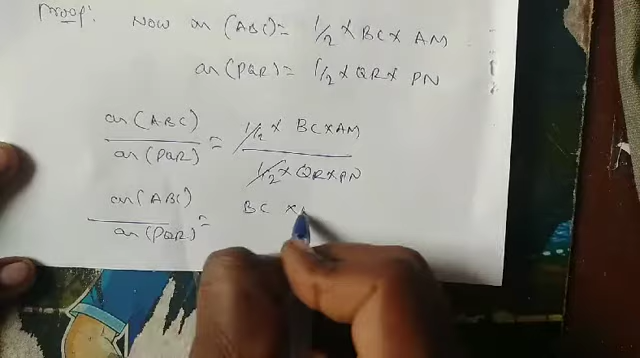 Proof: Now ar (ABC) = 1/2 × BC × AM
ar (PQR) = 1/2 × QR × PN
ar (ABC) / ar (PQR) = 1/2 × BC × AM / 1/2 × QR × PN
ar (ABC) / ar (PQR) = BC ×